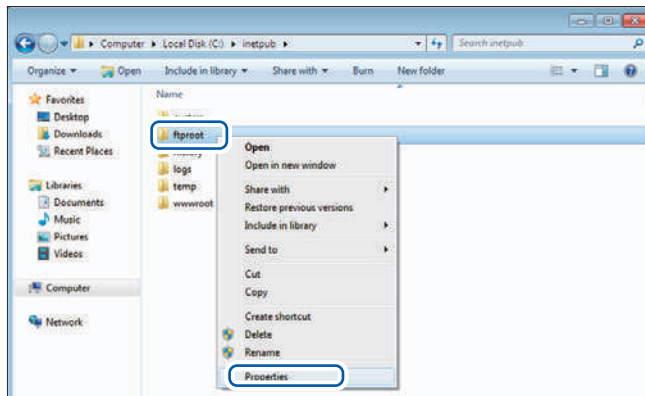 Computer ▸ Local Disk (C:) ▸ inetpub ▸
Search inetpub
Organize ▾ Open Include in library ▾ Share with ▾ Burn New folder
Name
Favorites
Desktop
Downloads
Recent Places
Libraries
Documents
Music
Pictures
Videos
Computer
Network
ftproot
logs
temp
wwwroot
Open
Open in new window
Share with
Restore previous versions
Include in library
Send to
Cut
Copy
Create shortcut
Delete
Rename
Properties